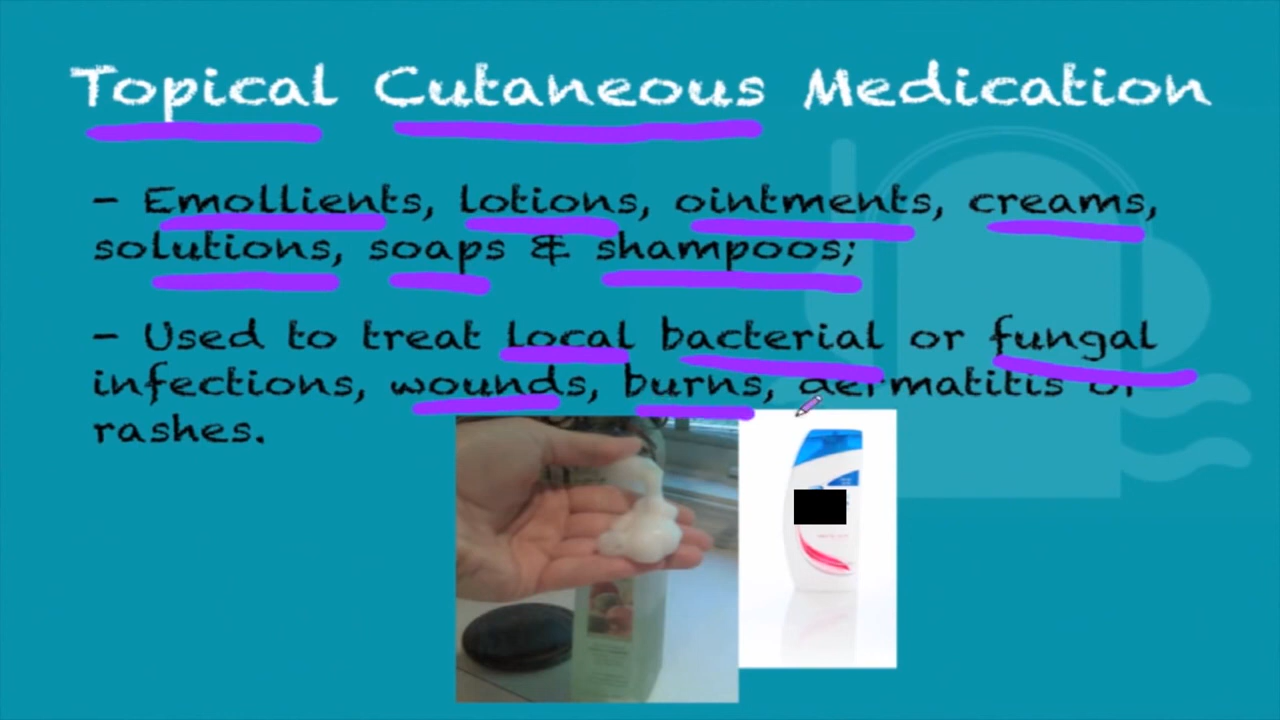 Topical Cutaneous Medication
- Emollients, lotions, ointments, creams,
solutions, soaps & shampoos;
- Used to treat local bacterial or fungal
infections, wounds, burns, dermatitis or
rashes.